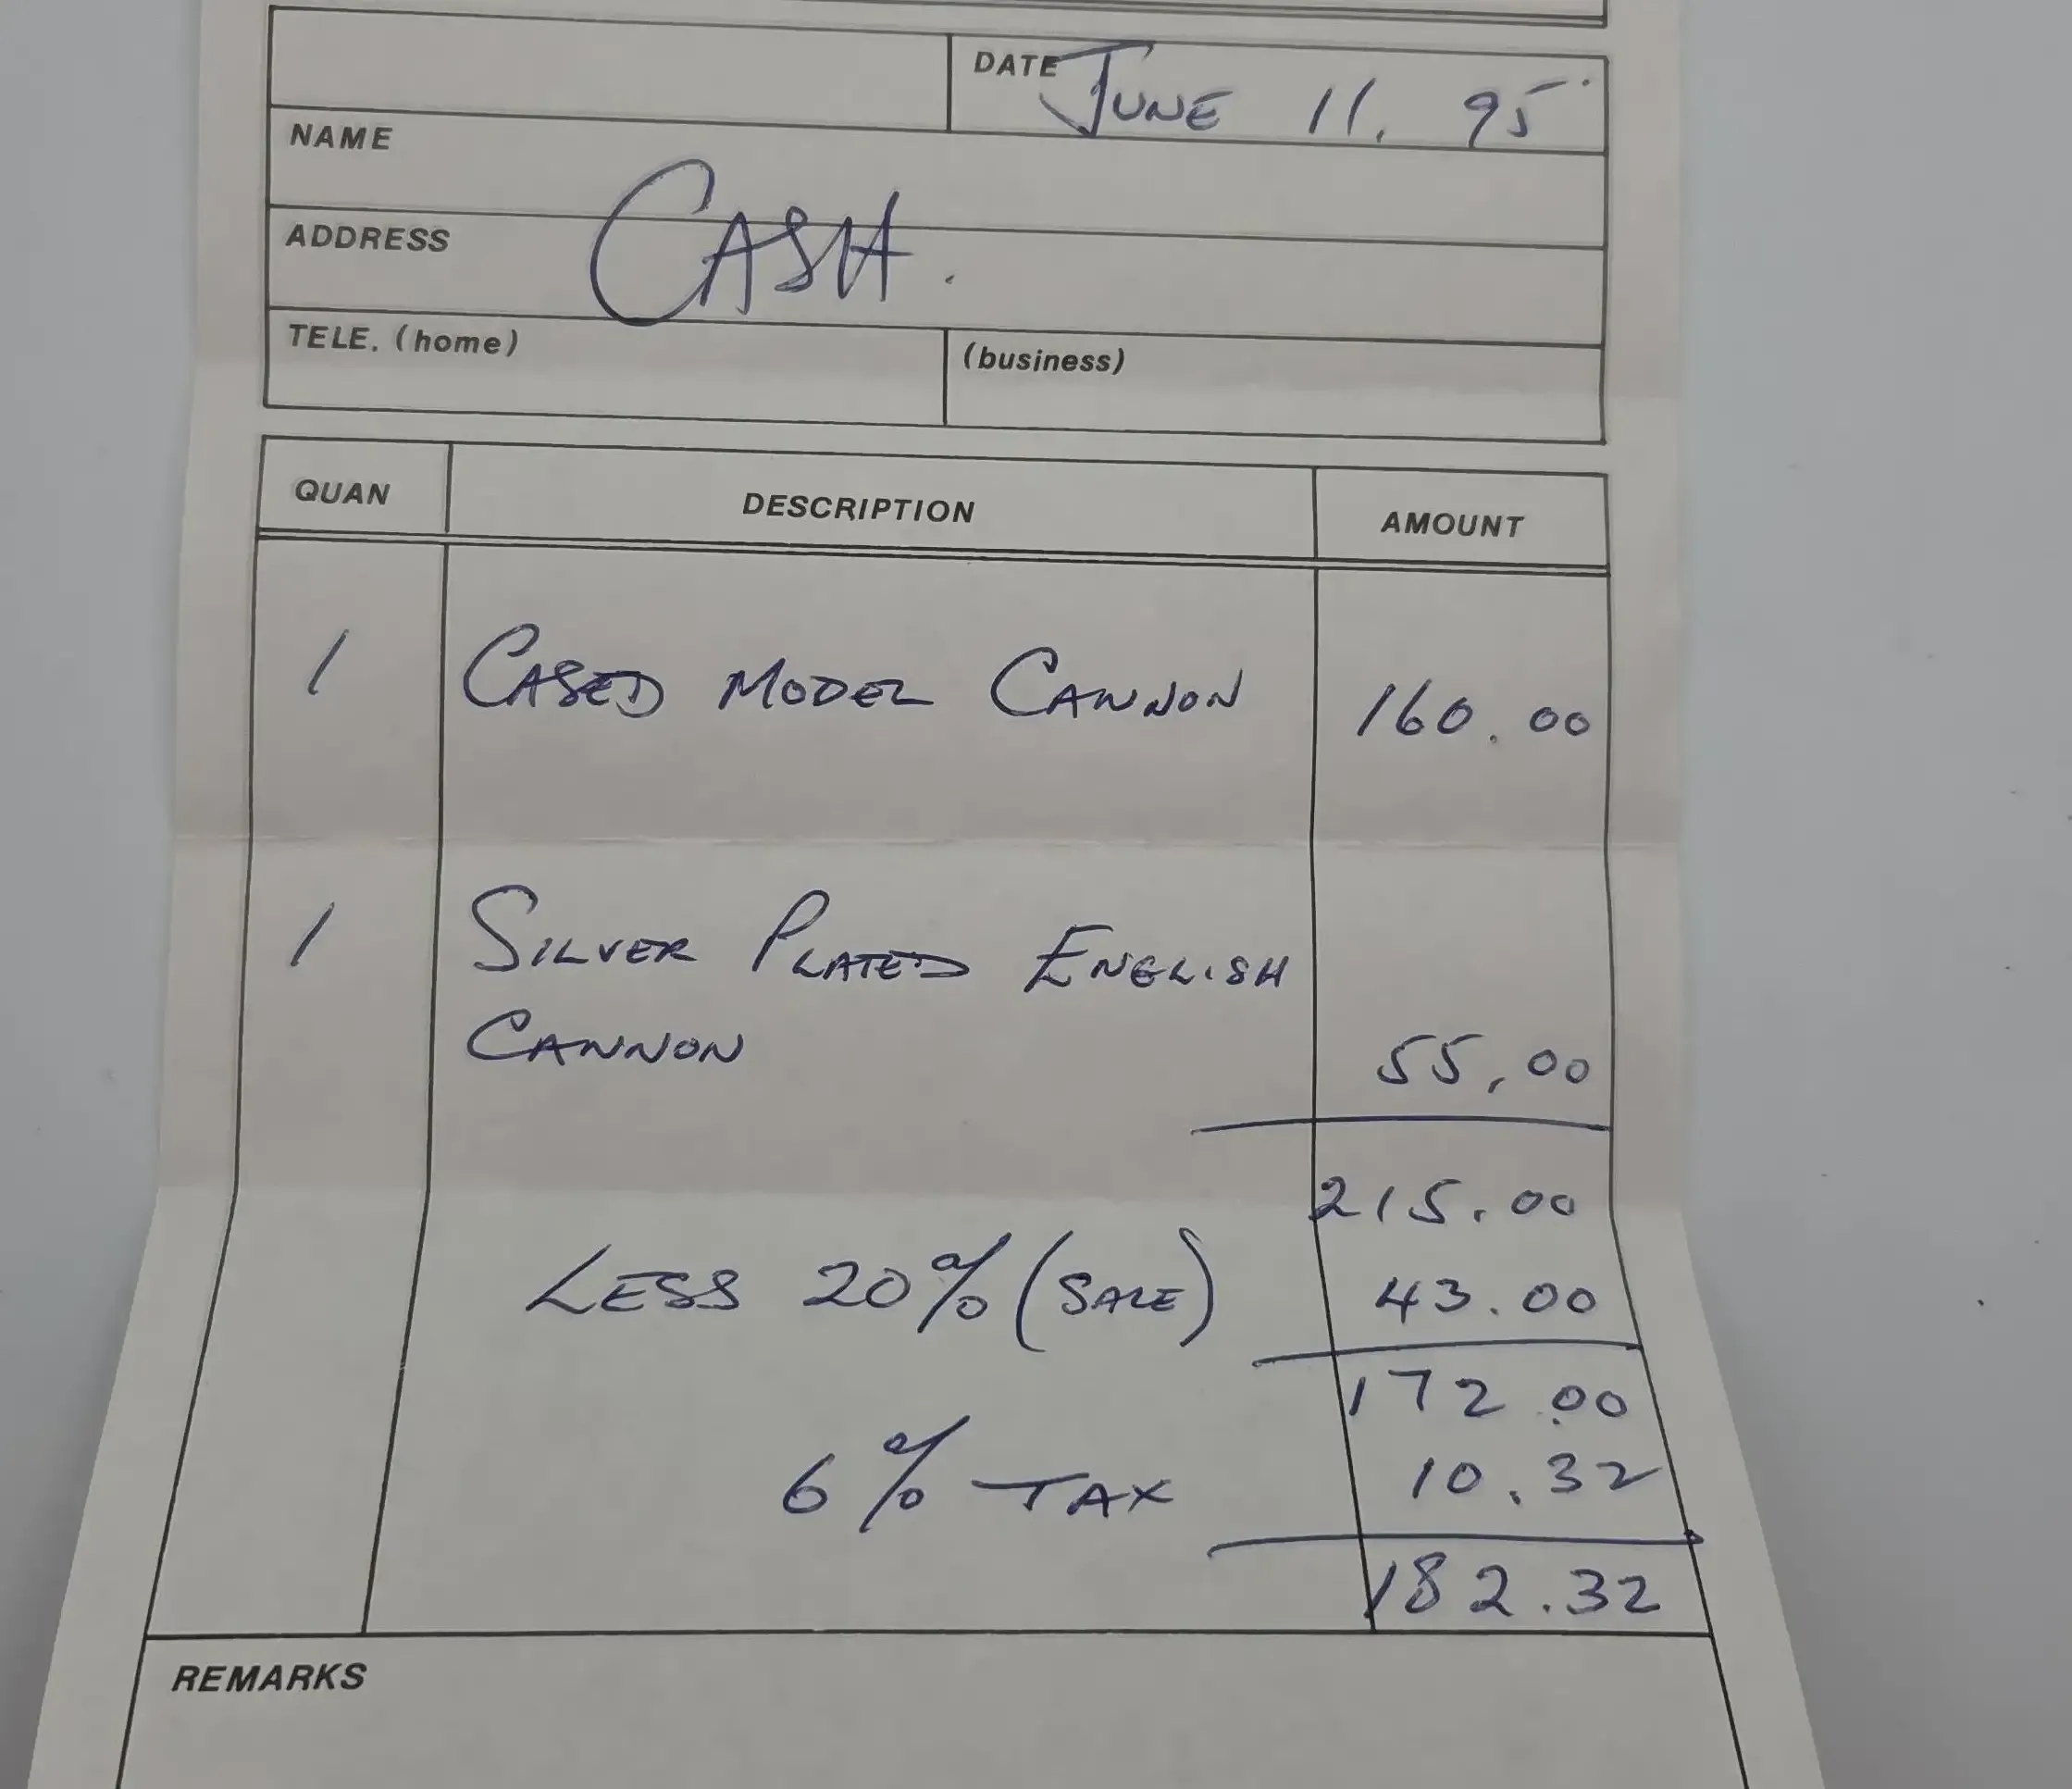 DATE JUNE 11, 95
NAME
CASH.
ADDRESS
TELE. (home) (business)
QUAN DESCRIPTION AMOUNT
1 CASED MODEL CANNON 160.00
1 SILVER PLATED ENGLISH
CANNON 55.00
215.00
LESS 20% (SALE) 43.00
172.00
6% TAX 10.32
182.32
REMARKS